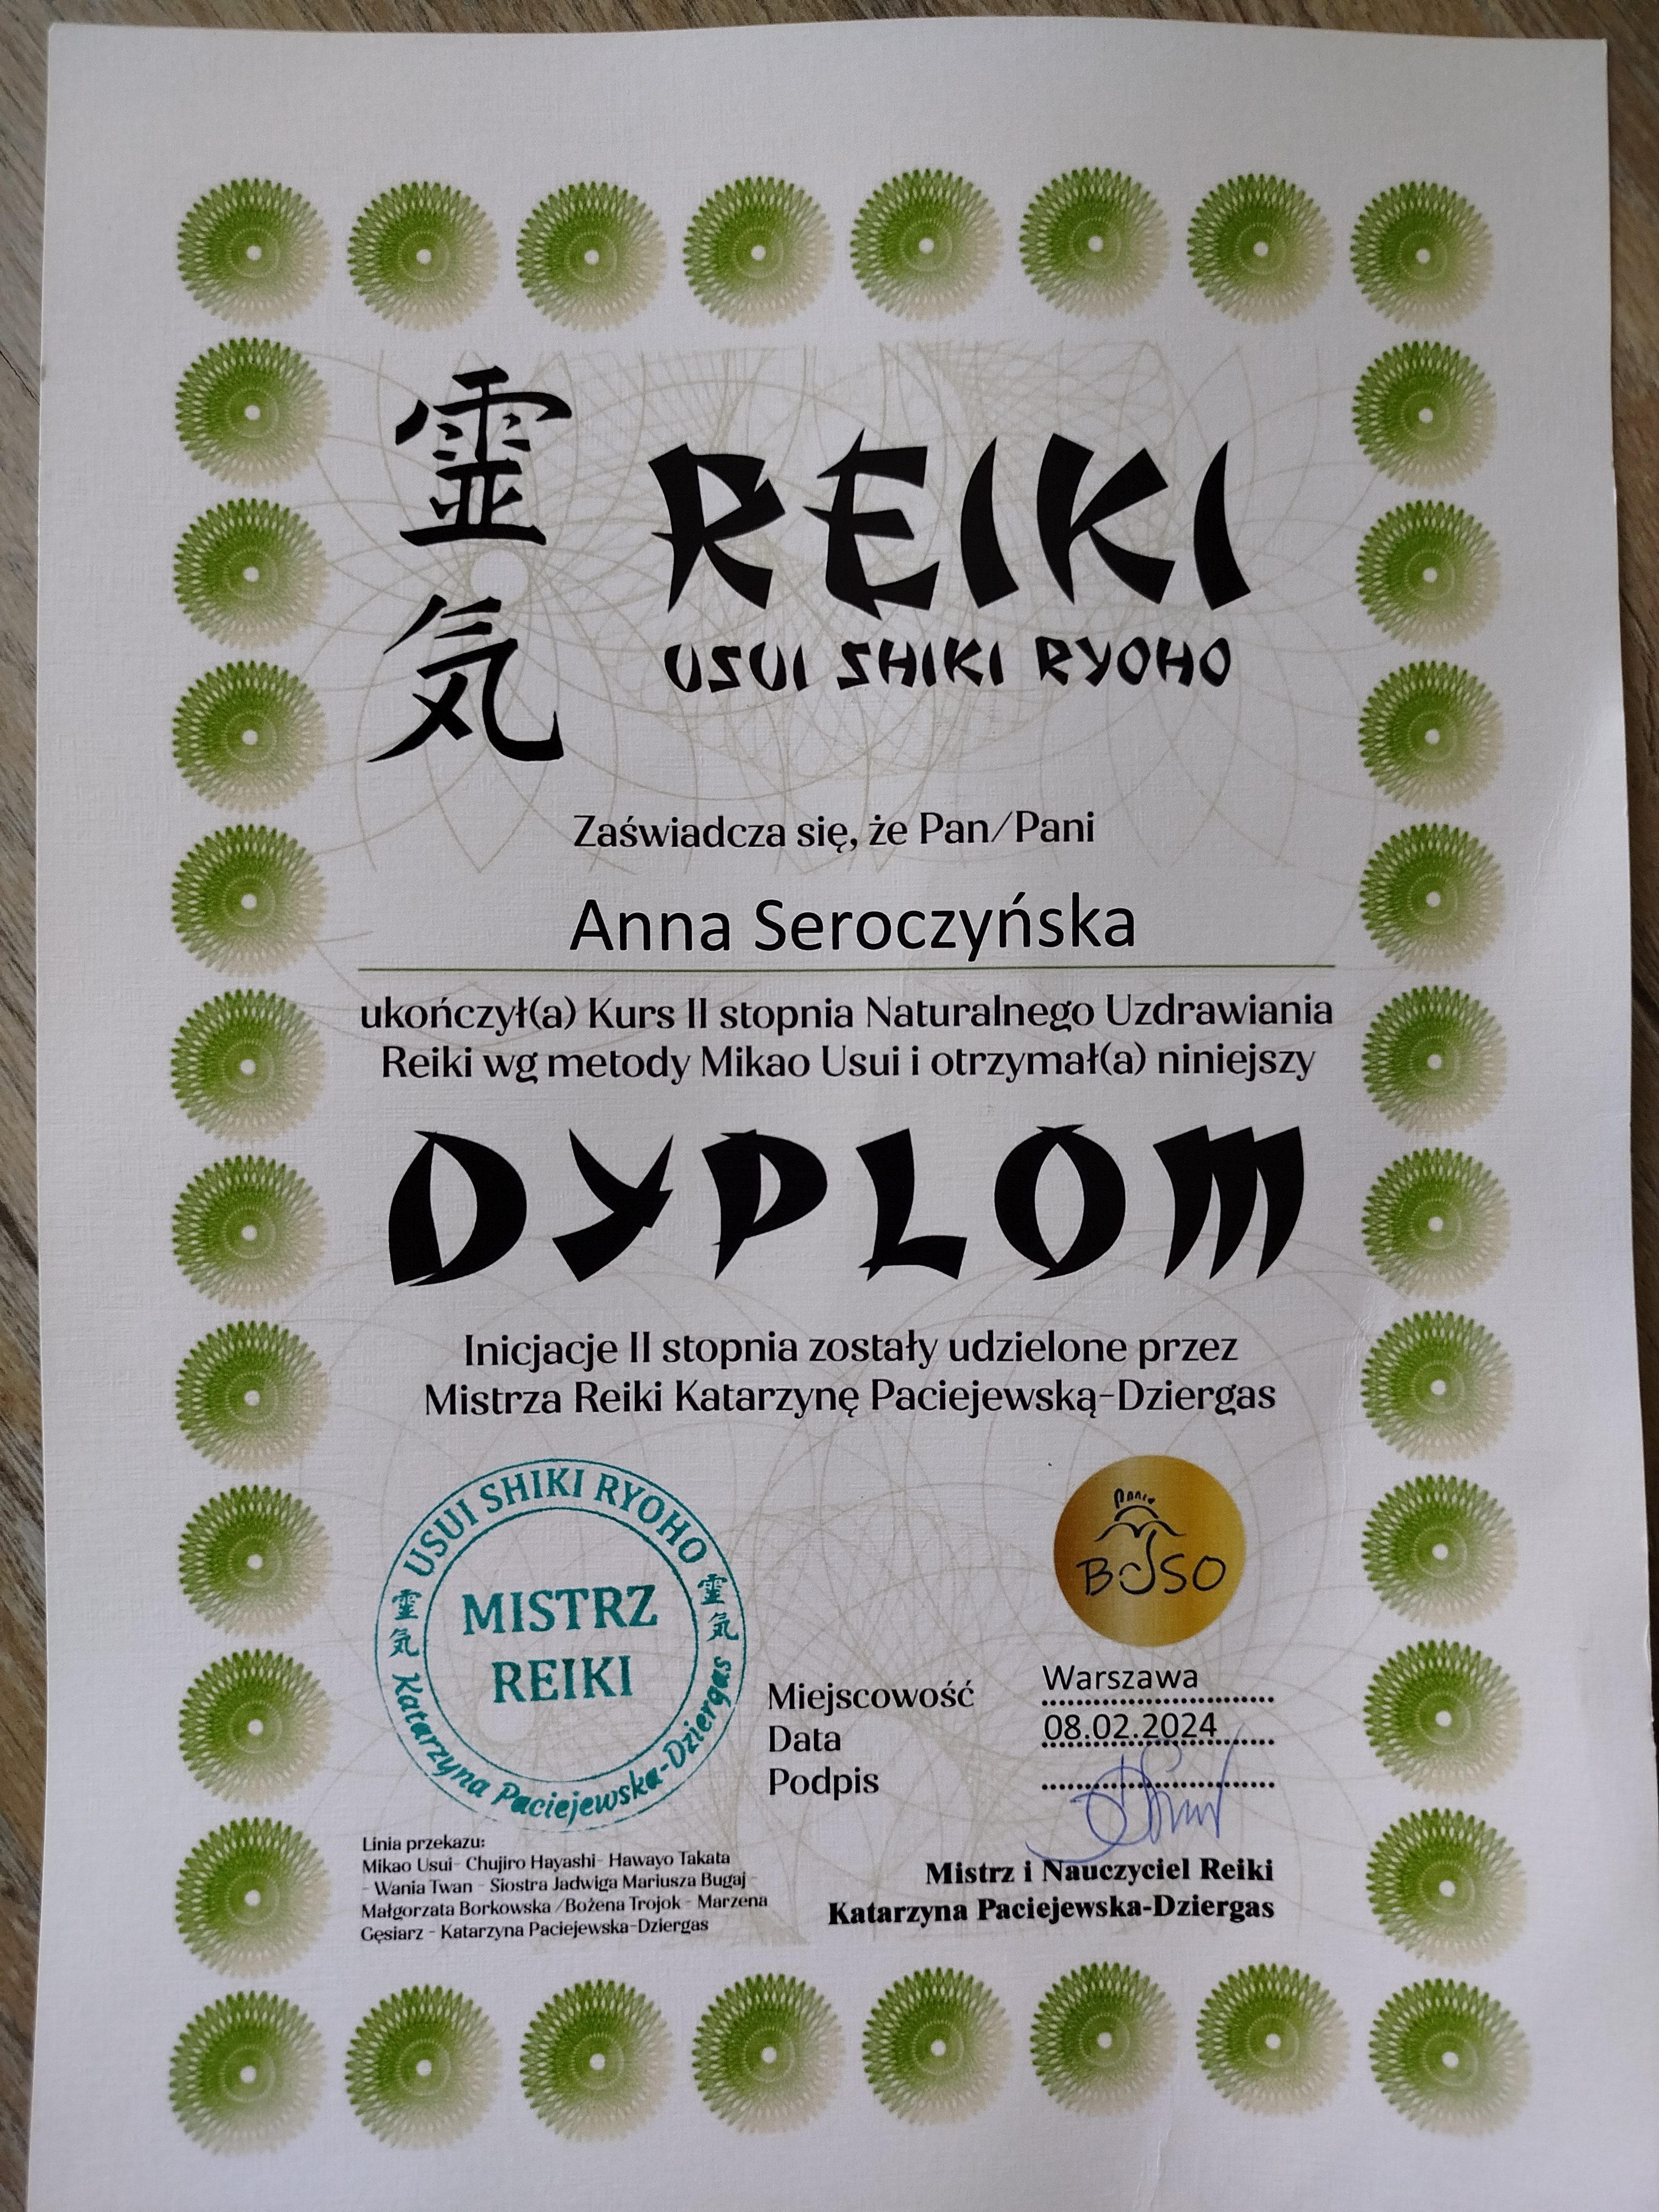 靈
気
REIKI
USUI SHIKI RYOHO
Zaświadcza się, że Pan/Pani
Anna Seroczyńska
ukończył(a) Kurs II stopnia Naturalnego Uzdrawiania
Reiki wg metody Mikao Usui i otrzymał(a) niniejszy
DYPLOM
Inicjacje II stopnia zostały udzielone przez
Mistrza Reiki Katarzynę Paciejewską-Dziergas
USUI SHIKI RYOHO
靈気
靈気
MISTRZ
REIKI
Katarzyna Paciejewska-Dziergas
BOSO
Miejscowość Warszawa
Data 08.02.2024
Podpis
Linia przekazu:
Mikao Usui- Chujiro Hayashi- Hawayo Takata
- Wania Twan - Siostra Jadwiga Mariusza Bugaj -
Małgorzata Borkowska /Bożena Trojok - Marzena
Gęsiarz - Katarzyna Paciejewska-Dziergas
Mistrz i Nauczyciel Reiki
Katarzyna Paciejewska-Dziergas